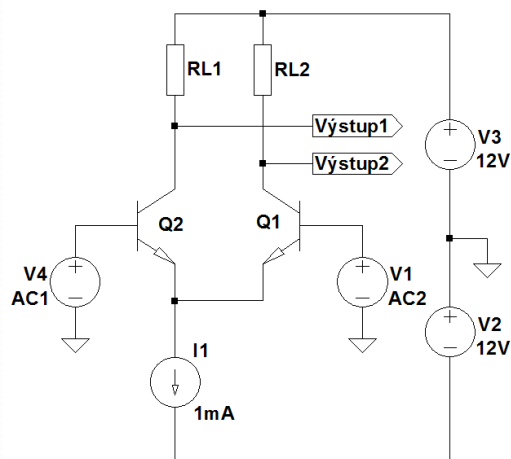 RL1
RL2
Výstup1
Výstup2
V3
12V
Q2
Q1
V4
AC1
V1
AC2
V2
12V
I1
1mA